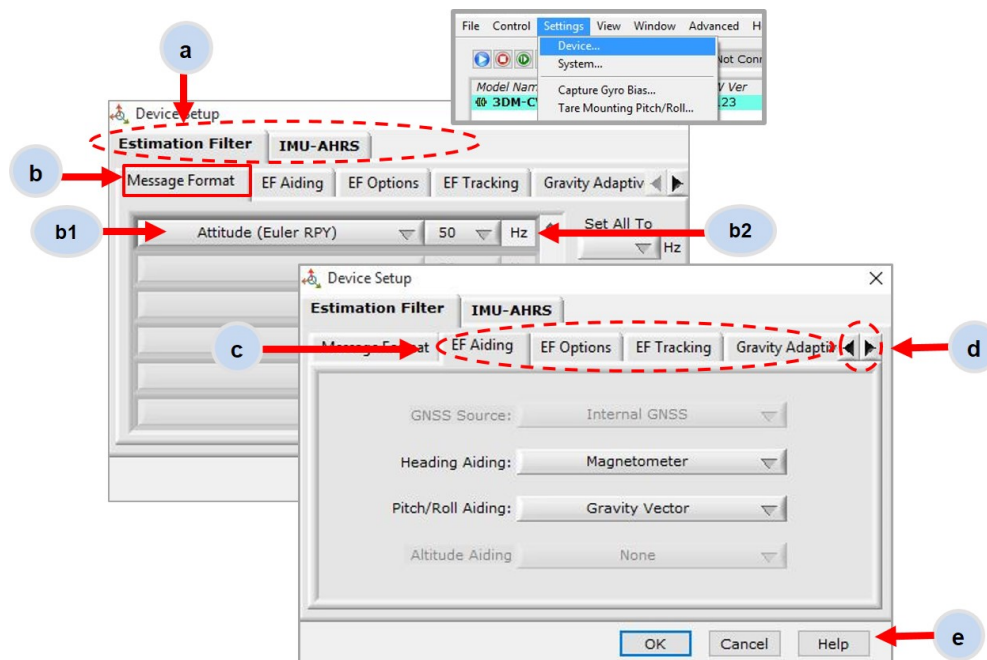 File Control Settings View Window Advanced H
Device...
System...
Capture Gyro Bias...
Tare Mounting Pitch/Roll...
Not Conn
Model Nam
W Ver
3DM-C
.23
a
Device Setup
Estimation Filter IMU-AHRS
b
Message Format EF Aiding EF Options EF Tracking Gravity Adaptiv
b1
Attitude (Euler RPY) 50 Hz
Set All To
Hz
b2
Device Setup
Estimation Filter IMU-AHRS
c
Message Format EF Aiding EF Options EF Tracking Gravity Adaptiv
d
GNSS Source: Internal GNSS
Heading Aiding: Magnetometer
Pitch/Roll Aiding: Gravity Vector
Altitude Aiding None
OK Cancel Help
e